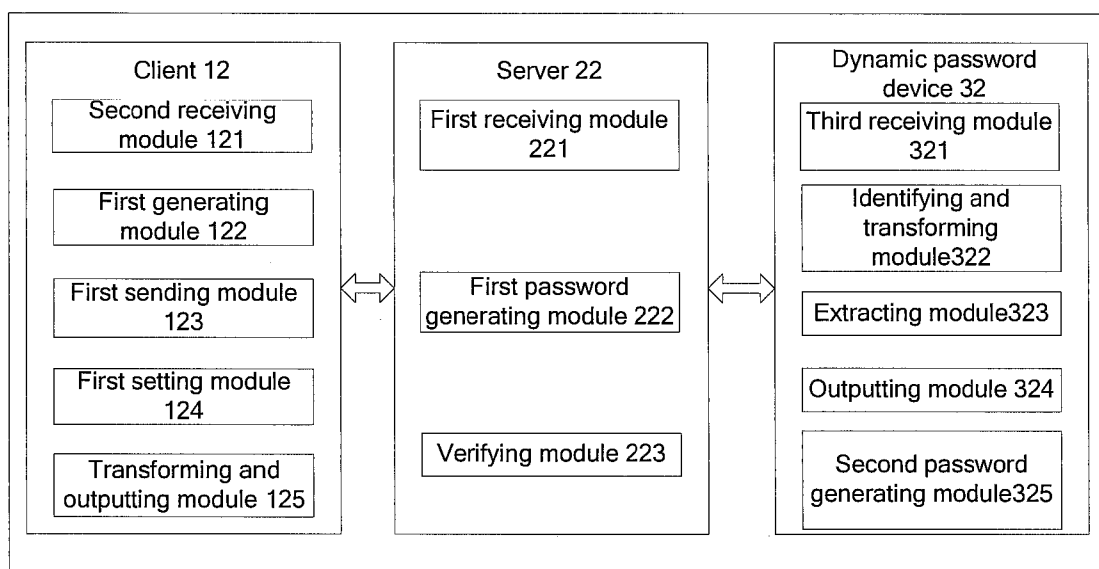 Client 12
Second receiving
module 121
First generating
module 122
First sending module
123
First setting module
124
Transforming and
outputting module 125
Server 22
First receiving module
221
First password
generating module 222
Verifying module 223
Dynamic password
device 32
Third receiving module
321
Identifying and
transforming
module322
Extracting module323
Outputting module 324
Second password
generating module325